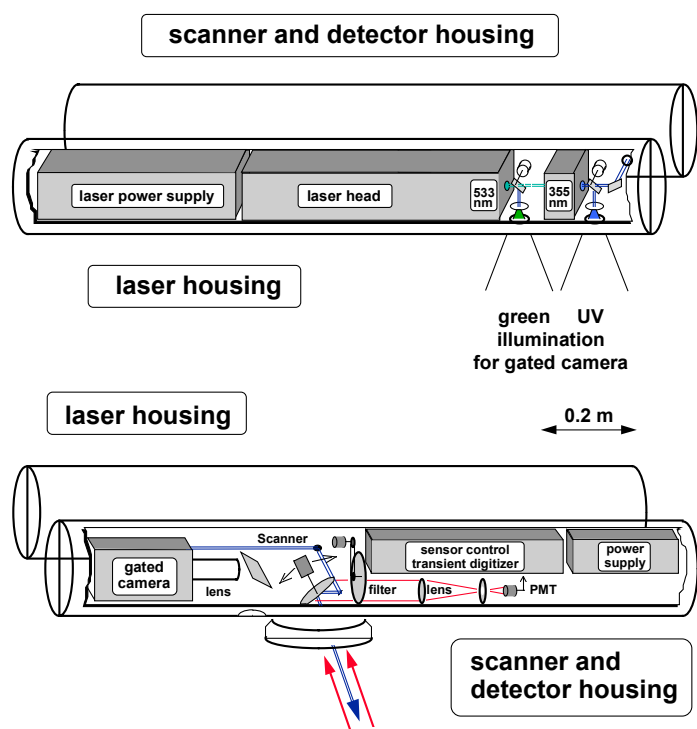 scanner and detector housing
laser power supply
laser head
533
nm
355
nm
laser housing
green UV
illumination
for gated camera
laser housing
0.2 m
Scanner
gated
camera
lens
sensor control
transient digitizer
power
supply
filter
lens
PMT
scanner and
detector housing